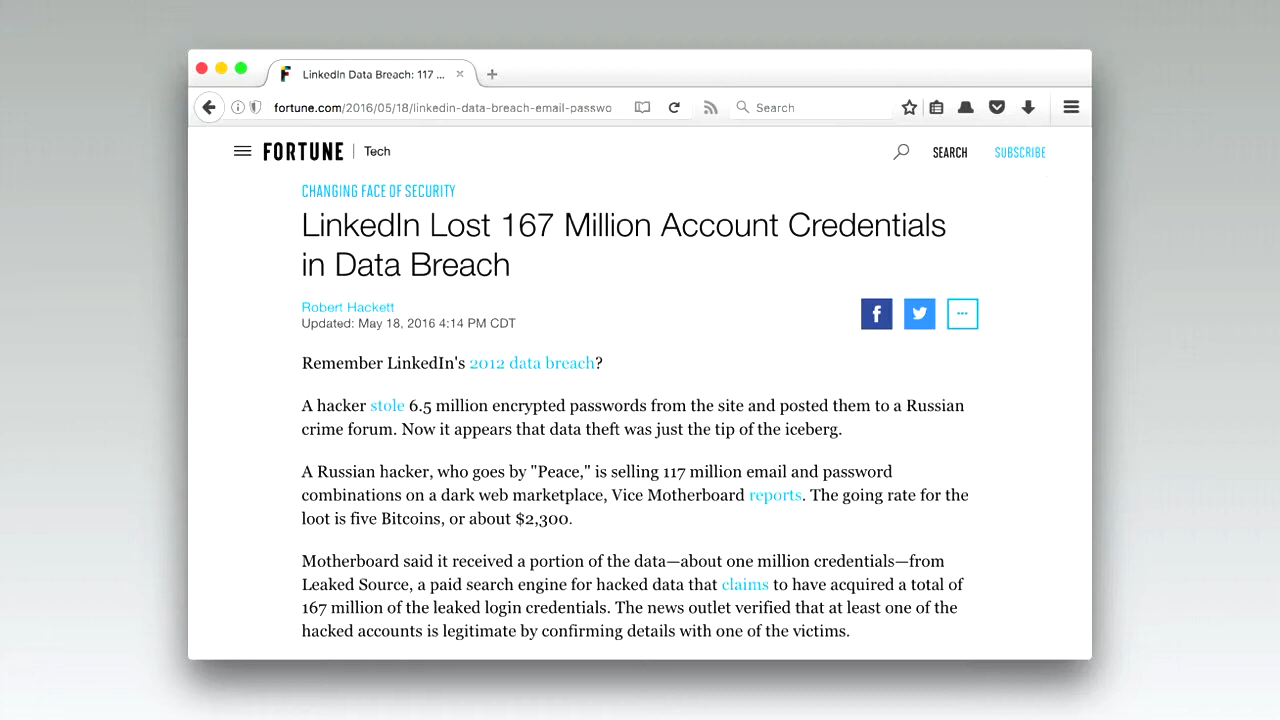 LinkedIn Data Breach: 117 ...
fortune.com/2016/05/18/linkedin-data-breach-email-passwo
Search
FORTUNE | Tech
SEARCH
SUBSCRIBE
CHANGING FACE OF SECURITY
LinkedIn Lost 167 Million Account Credentials
in Data Breach
Robert Hackett
Updated: May 18, 2016 4:14 PM CDT
Remember LinkedIn's 2012 data breach?
A hacker stole 6.5 million encrypted passwords from the site and posted them to a Russian
crime forum. Now it appears that data theft was just the tip of the iceberg.
A Russian hacker, who goes by "Peace," is selling 117 million email and password
combinations on a dark web marketplace, Vice Motherboard reports. The going rate for the
loot is five Bitcoins, or about $2,300.
Motherboard said it received a portion of the data—about one million credentials—from
Leaked Source, a paid search engine for hacked data that claims to have acquired a total of
167 million of the leaked login credentials. The news outlet verified that at least one of the
hacked accounts is legitimate by confirming details with one of the victims.